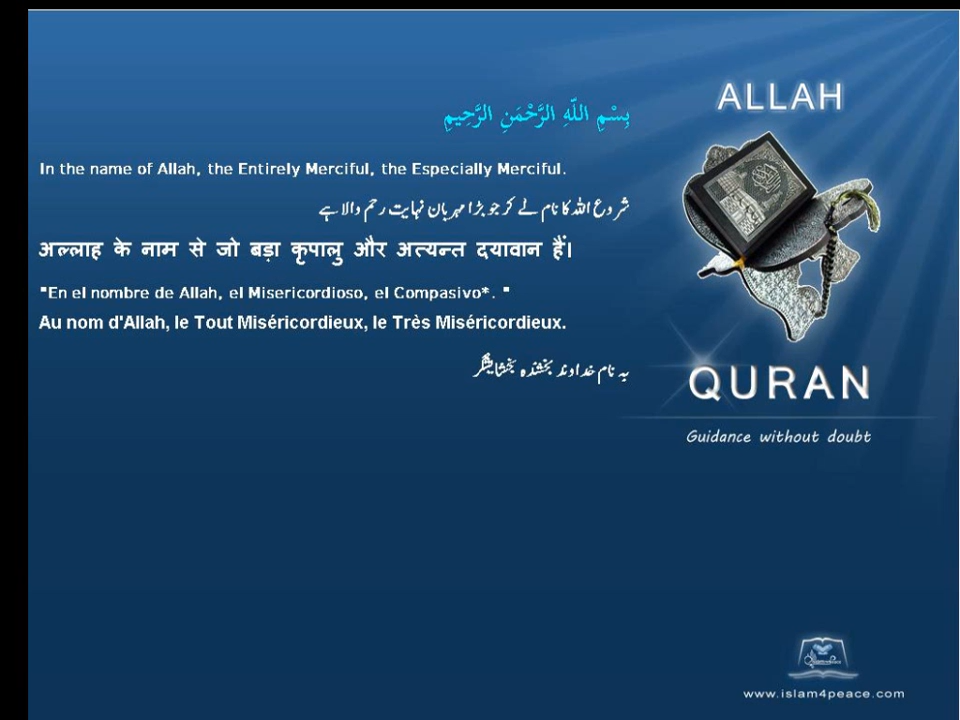 بِسْمِ اللَّهِ الرَّحْمَنِ الرَّحِيمِ
In the name of Allah, the Entirely Merciful, the Especially Merciful.
شروع اللہ کا نام لے کر جو بڑا مہربان نہایت رحم والا ہے
अल्लाह के नाम से जो बड़ा कृपालु और अत्यन्त दयावान हैं।
"En el nombre de Allah, el Misericordioso, el Compasivo*. "
Au nom d'Allah, le Tout Miséricordieux, le Très Miséricordieux.
به نام خداوند بخشنده بخشایشگر
ALLAH
QURAN
Guidance without doubt
www.islam4peace.com